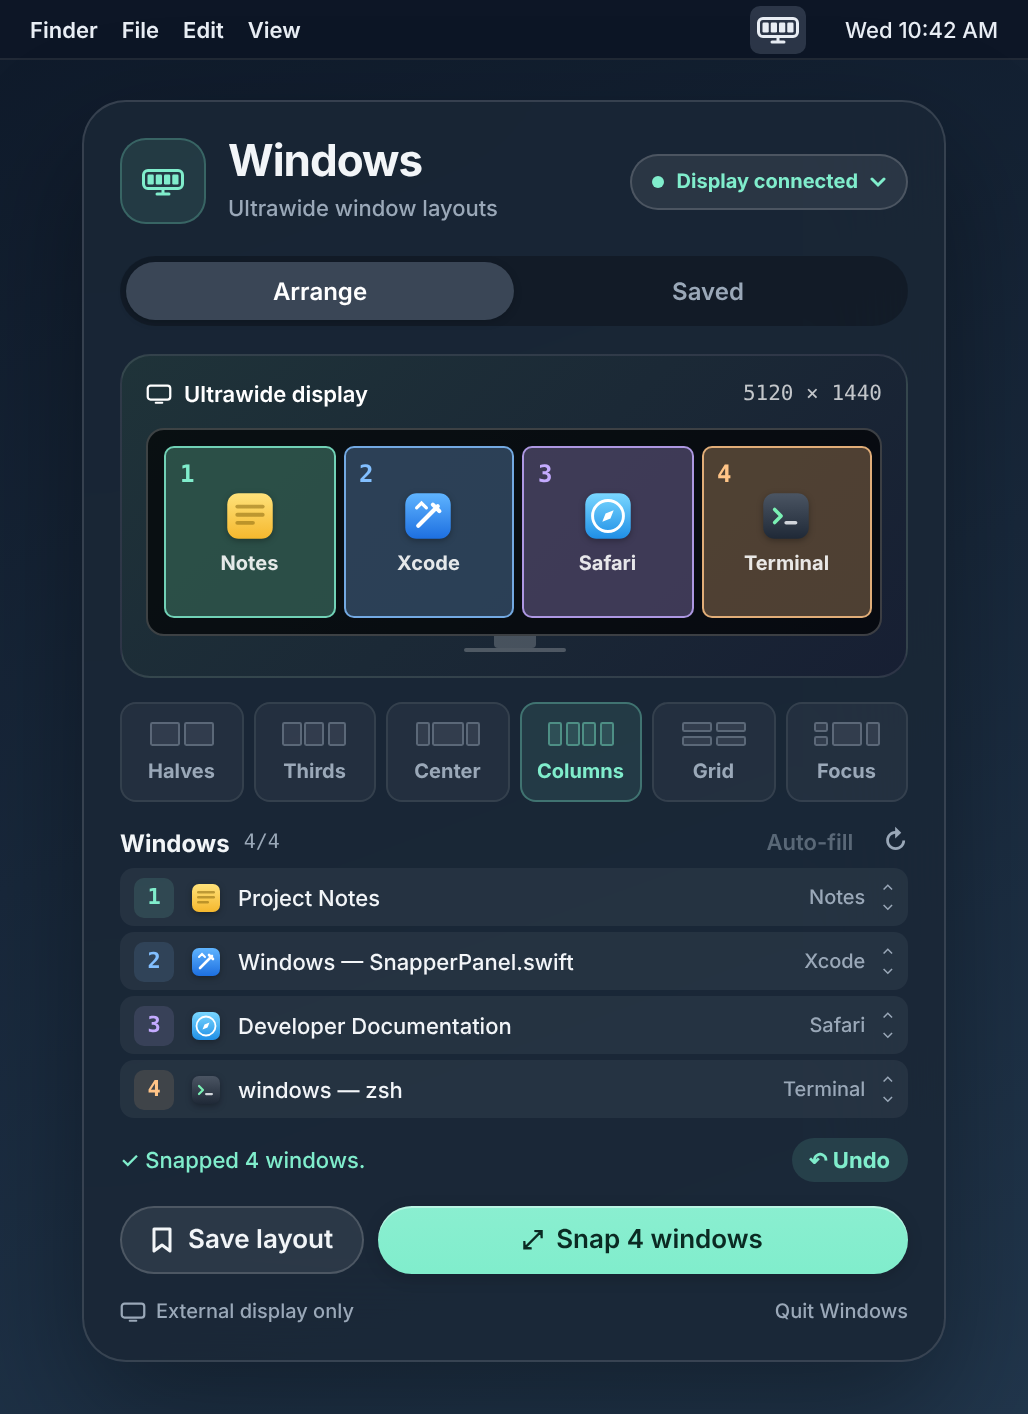 Finder File Edit View Wed 10:42 AM
Windows
Ultrawide window layouts
Display connected
Arrange Saved
Ultrawide display 5120 × 1440
1 2 3 4
Notes Xcode Safari Terminal
Halves Thirds Center Columns Grid Focus
Windows 4/4 Auto-fill
1 Project Notes Notes
2 Windows — SnapperPanel.swift Xcode
3 Developer Documentation Safari
4 windows — zsh Terminal
✓ Snapped 4 windows. ↶ Undo
Save layout Snap 4 windows
External display only Quit Windows